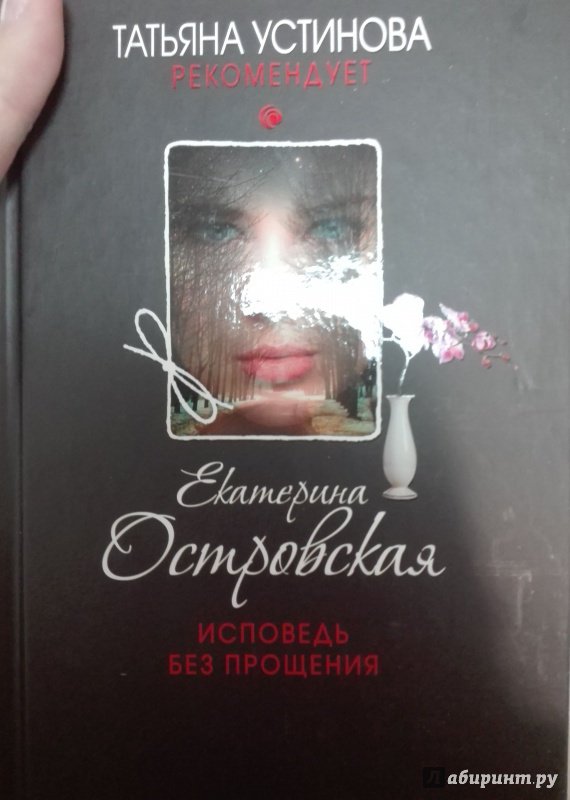 ТАТЬЯНА УСТИНОВА
РЕКОМЕНДУЕТ
Екатерина
Островская
ИСПОВЕДЬ
БЕЗ ПРОЩЕНИЯ
Лабиринт.ру